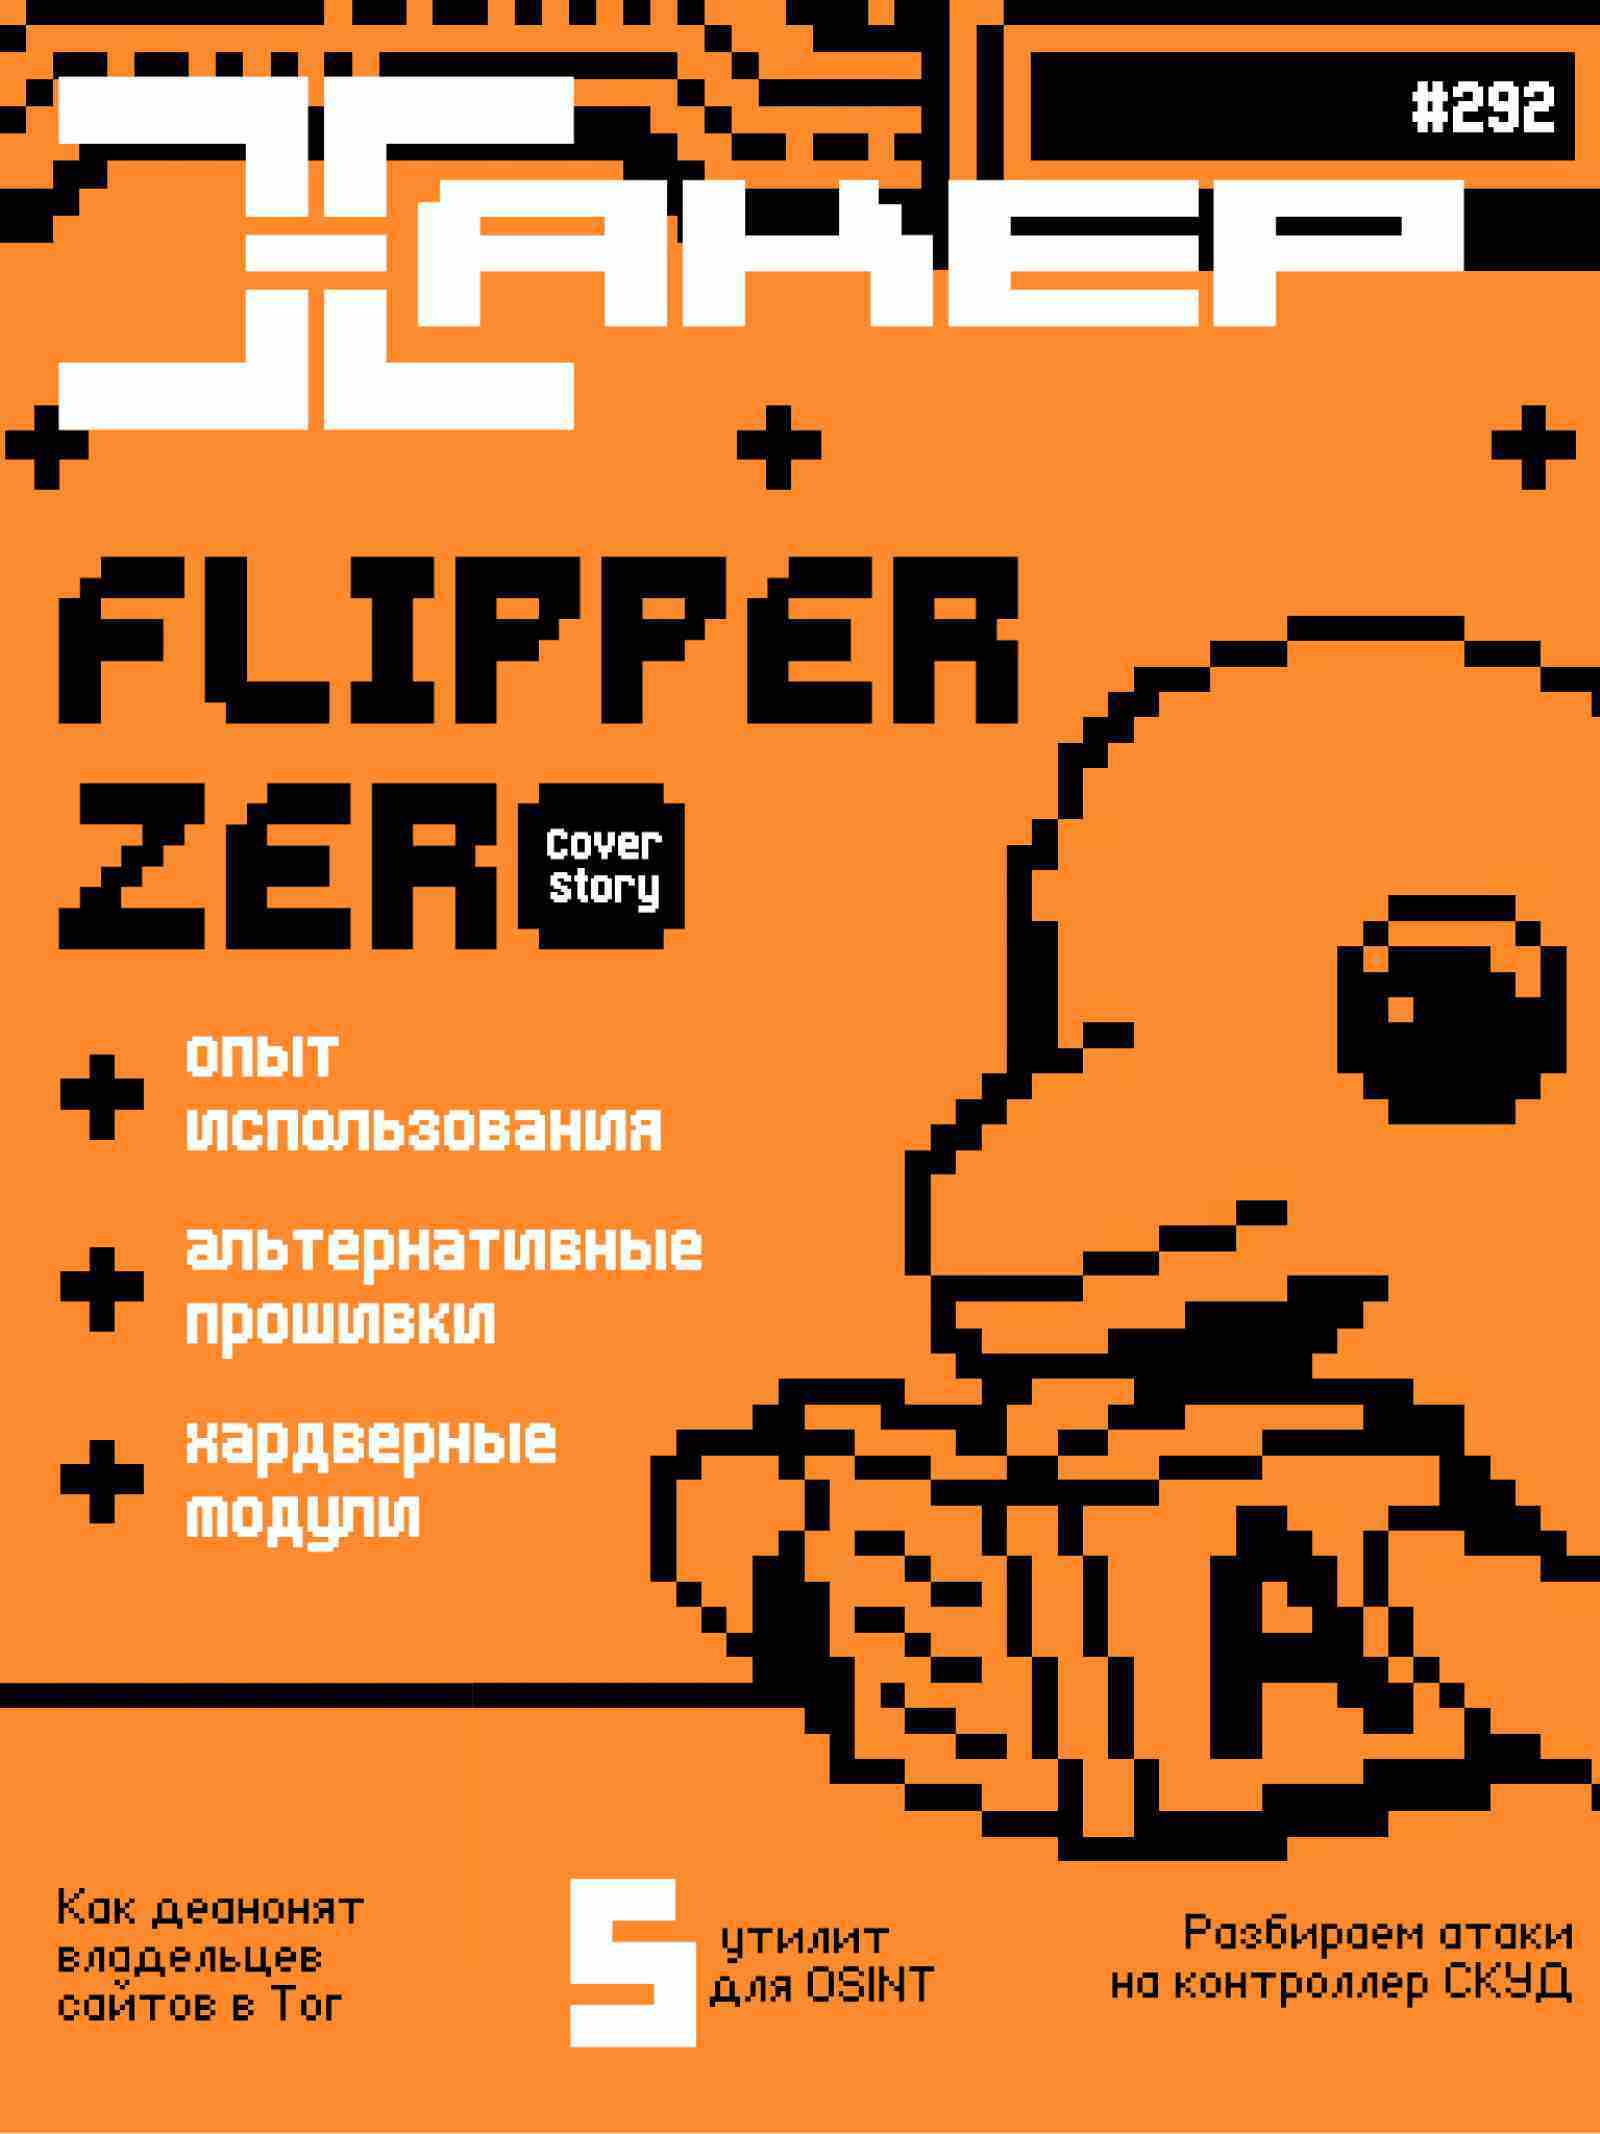 #292
ХАКЕР
FLIPPER
ZERO
Cover
story
опыт
использования
альтернативные
прошивки
хардверные
модули
A
Как деанонят
владельцев
сайтов в Tor
5 утилит
для OSINT
Разбираем атаки
на контроллер СКУД